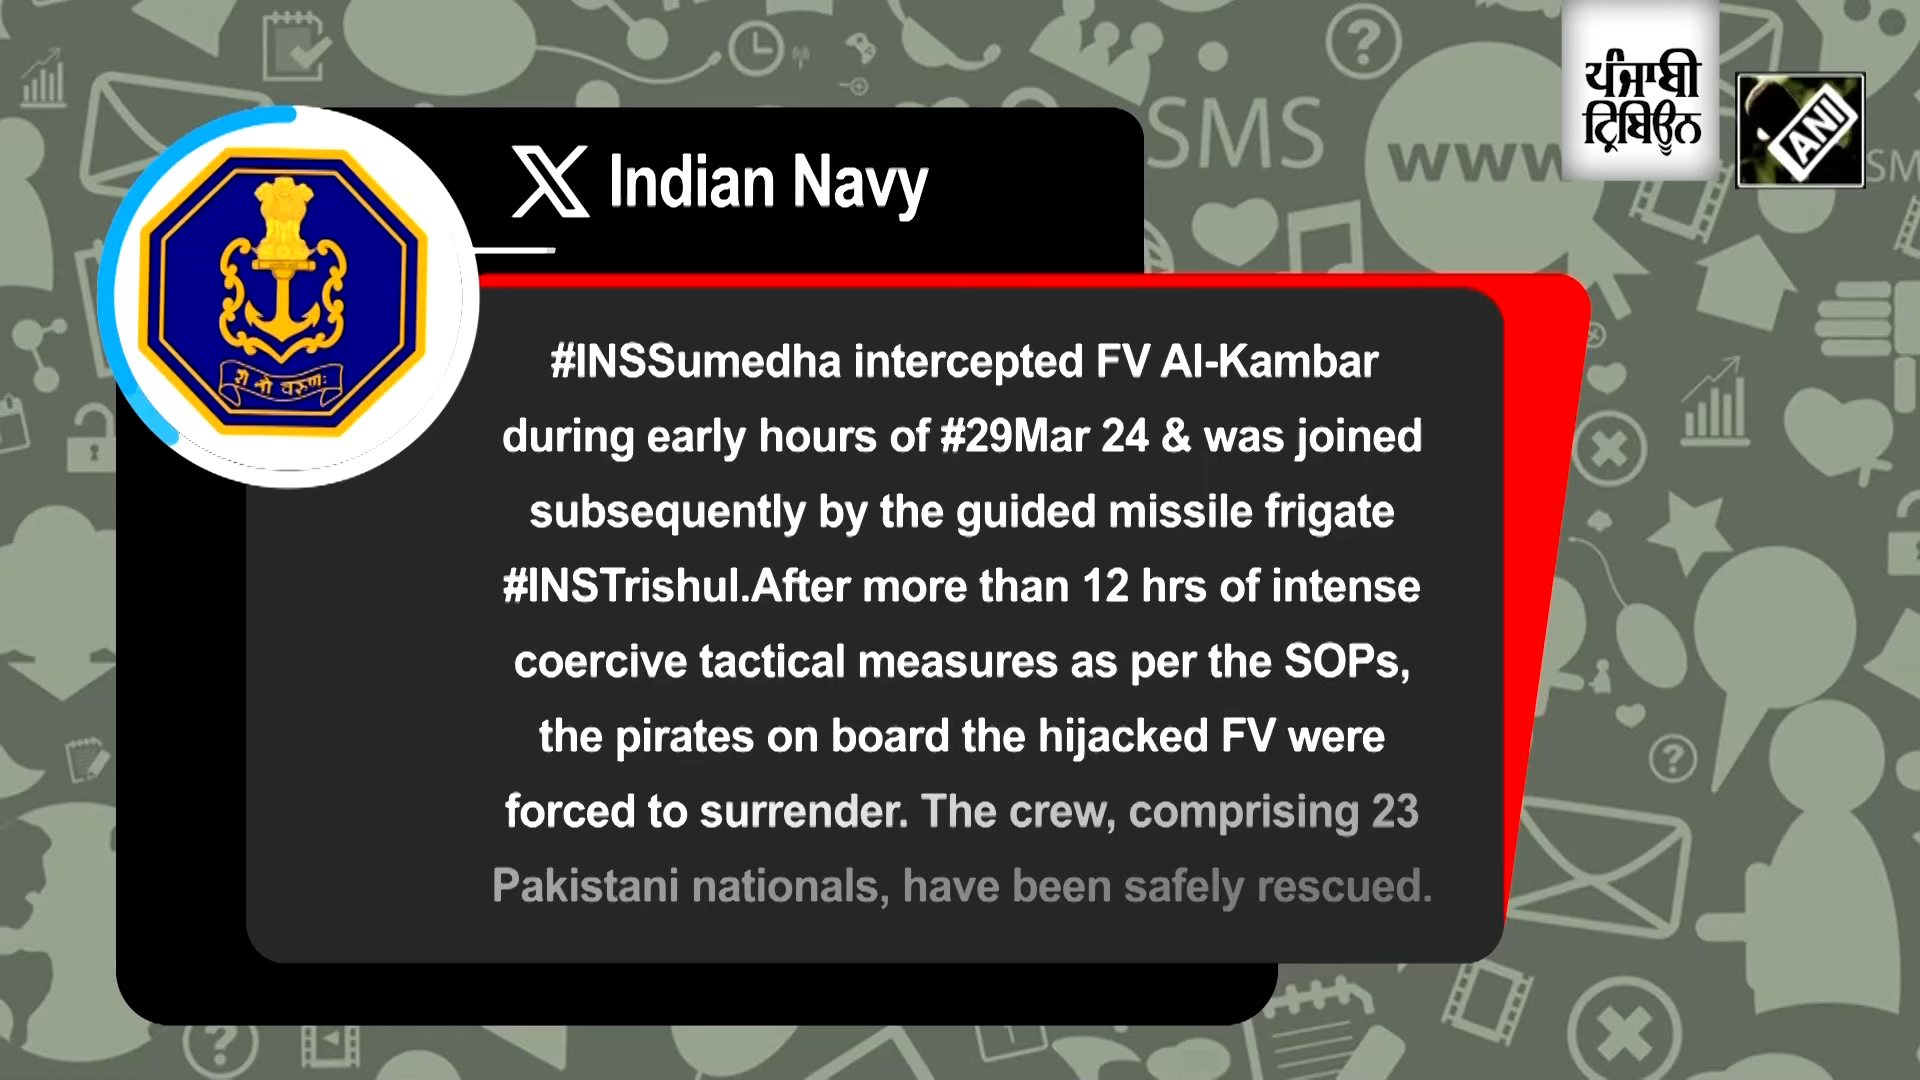 Indian Navy
#INSSumedha intercepted FV Al-Kambar
during early hours of #29Mar 24 & was joined
subsequently by the guided missile frigate
#INSTrishul.After more than 12 hrs of intense
coercive tactical measures as per the SOPs,
the pirates on board the hijacked FV were
forced to surrender. The crew, comprising 23
Pakistani nationals, have been safely rescued.
शं नो वरुणः
ਪੰਜਾਬੀ
ਟ੍ਰਿਬਿਊਨ
ANI
SMS
www
SM